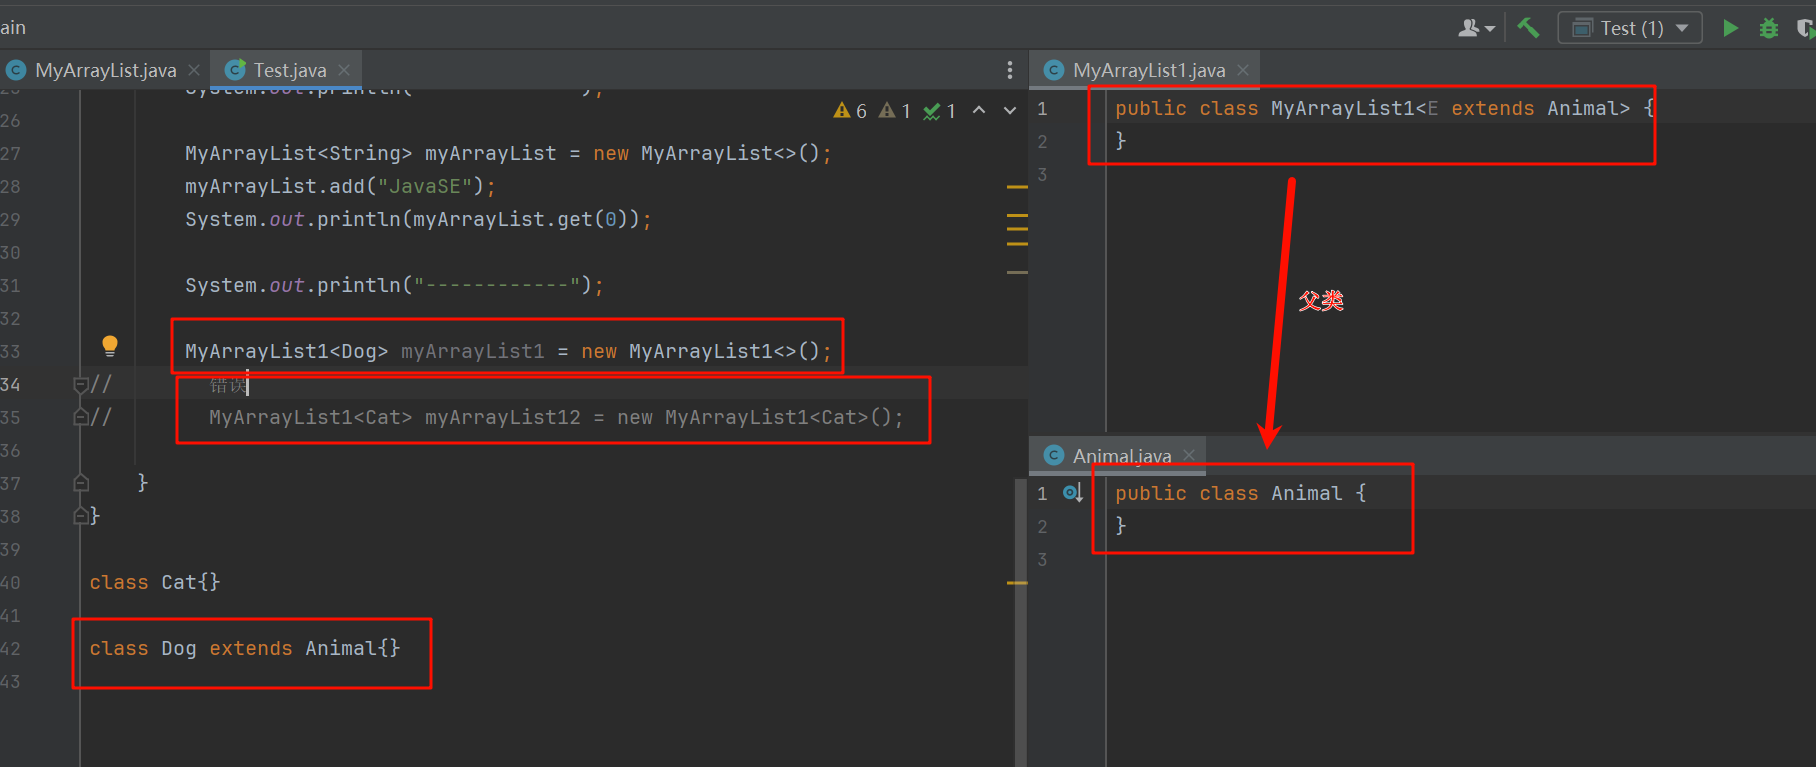 ain
Test (1)
MyArrayList.java
Test.java
6 1 1
System.out.println(" ");
26
27 MyArrayList<String> myArrayList = new MyArrayList<>();
28 myArrayList.add("JavaSE");
29 System.out.println(myArrayList.get(0));
30
31 System.out.println("------------");
32
33 MyArrayList1<Dog> myArrayList1 = new MyArrayList1<>();
34 // 错误
35 // MyArrayList1<Cat> myArrayList12 = new MyArrayList1<Cat>();
36
37 }
38 }
39
40 class Cat{}
41
42 class Dog extends Animal{}
43
MyArrayList1.java
1 public class MyArrayList1<E extends Animal> {
2 }
3
父类
Animal.java
1 public class Animal {
2 }
3